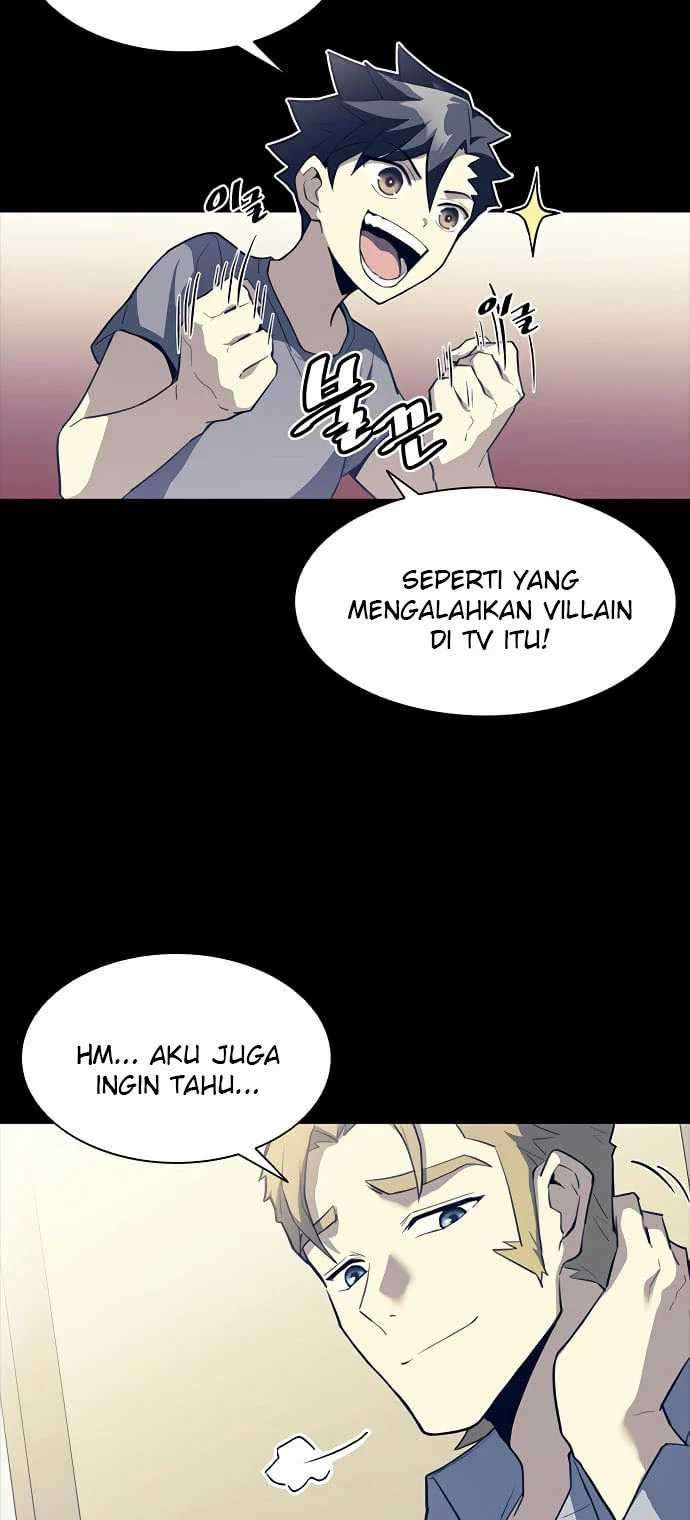 이글
이글
불끈
SEPERTI YANG
MENGALAHKAN VILLAIN
DI TV ITU!
HM... AKU JUGA
INGIN TAHU...